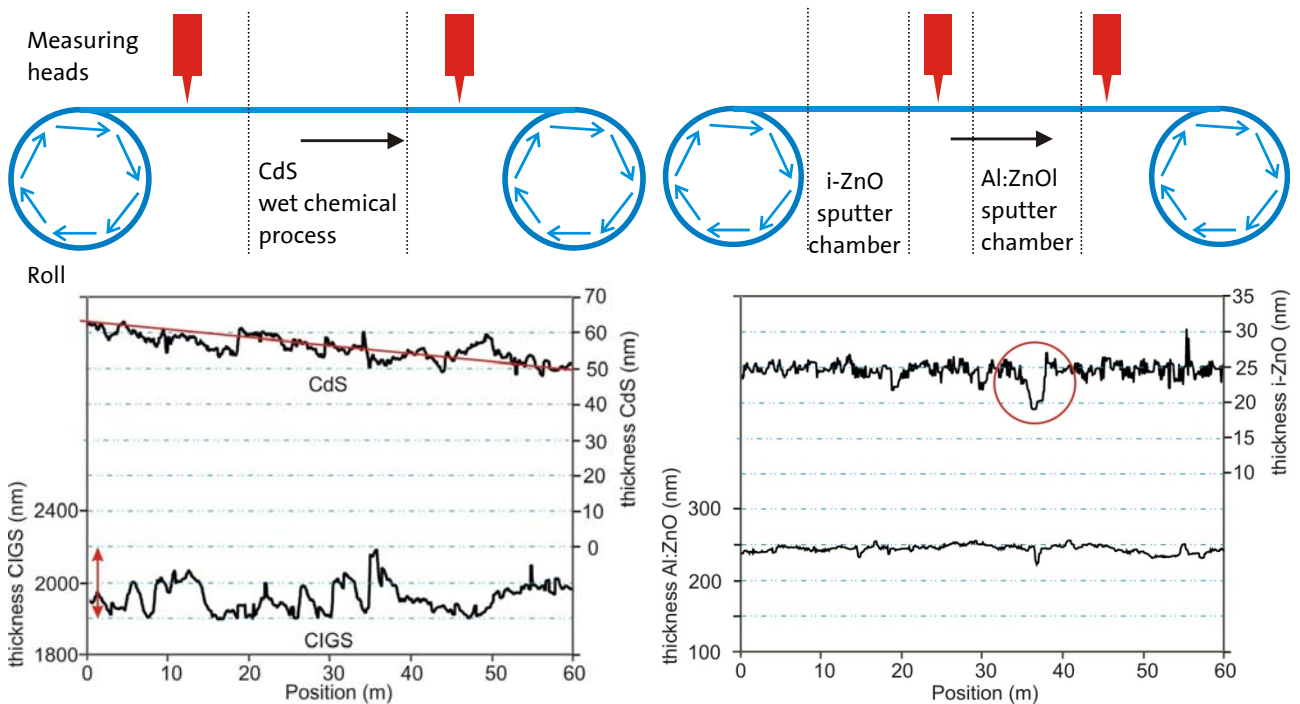 Measuring
heads
CdS
wet chemical
process
i-ZnO
sputter
chamber
Al:ZnOl
sputter
chamber
Roll
70
60
50
40
30
20
10
0
thickness CdS (nm)
CdS
2400
2000
1800
thickness CIGS (nm)
CIGS
0 10 20 30 40 50 60
Position (m)
35
30
25
20
15
10
thickness i-ZnO (nm)
300
200
100
thickness Al:ZnO (nm)
0 10 20 30 40 50 60
Position (m)